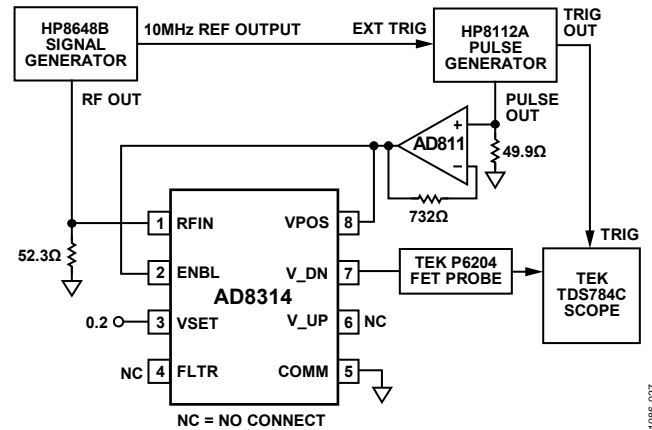 HP8648B
SIGNAL
GENERATOR
10MHz REF OUTPUT
EXT TRIG
HP8112A
PULSE
GENERATOR
TRIG
OUT
RF OUT
PULSE
OUT
+
AD811
–
49.9Ω
732Ω
52.3Ω
1 RFIN
VPOS 8
2 ENBL
V_DN 7
AD8314
0.2
3 VSET
V_UP 6 NC
NC 4 FLTR
COMM 5
TEK P6204
FET PROBE
TRIG
TEK
TDS784C
SCOPE
NC = NO CONNECT